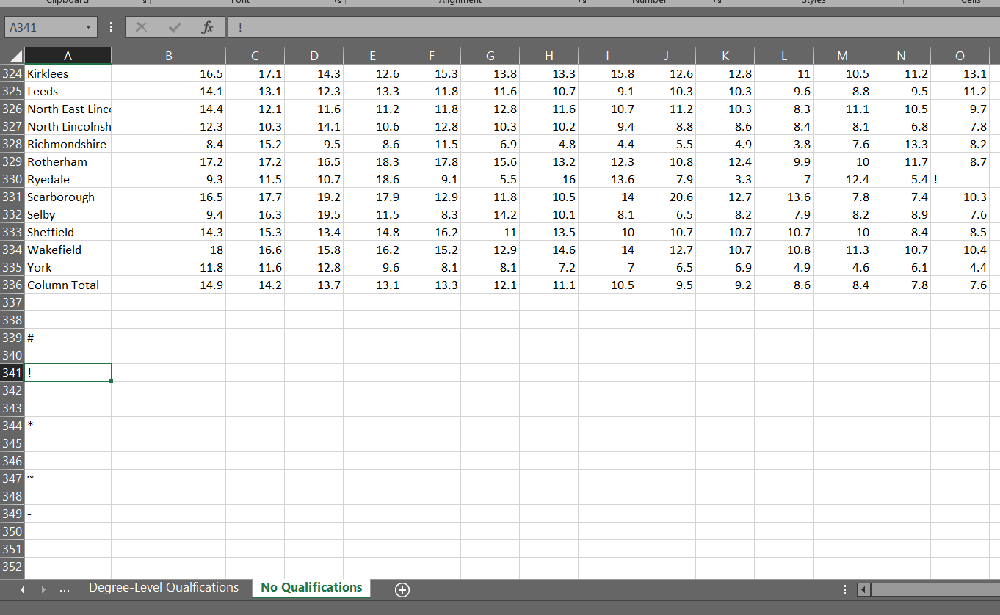 Clipboard Font Alignment Number Styles Cells
A341 fx !
A B C D E F G H I J K L M N O
324 Kirklees 16.5 17.1 14.3 12.6 15.3 13.8 13.3 15.8 12.6 12.8 11 10.5 11.2 13.1
325 Leeds 14.1 13.1 12.3 13.3 11.8 11.6 10.7 9.1 10.3 10.3 9.6 8.8 9.5 11.2
326 North East Linc 14.4 12.1 11.6 11.2 11.8 12.8 11.6 10.7 11.2 10.3 8.3 11.1 10.5 9.7
327 North Lincolnsh 12.3 10.3 14.1 10.6 12.8 10.3 10.2 9.4 8.8 8.6 8.4 8.1 6.8 7.8
328 Richmondshire 8.4 15.2 9.5 8.6 11.5 6.9 4.8 4.4 5.5 4.9 3.8 7.6 13.3 8.2
329 Rotherham 17.2 17.2 16.5 18.3 17.8 15.6 13.2 12.3 10.8 12.4 9.9 10 11.7 8.7
330 Ryedale 9.3 11.5 10.7 18.6 9.1 5.5 16 13.6 7.9 3.3 7 12.4 5.4 !
331 Scarborough 16.5 17.7 19.2 17.9 12.9 11.8 10.5 14 20.6 12.7 13.6 7.8 7.4 10.3
332 Selby 9.4 16.3 19.5 11.5 8.3 14.2 10.1 8.1 6.5 8.2 7.9 8.2 8.9 7.6
333 Sheffield 14.3 15.3 13.4 14.8 16.2 11 13.5 10 10.7 10.7 10.7 10 8.4 8.5
334 Wakefield 18 16.6 15.8 16.2 15.2 12.9 14.6 14 12.7 10.7 10.8 11.3 10.7 10.4
335 York 11.8 11.6 12.8 9.6 8.1 8.1 7.2 7 6.5 6.9 4.9 4.6 6.1 4.4
336 Column Total 14.9 14.2 13.7 13.1 13.3 12.1 11.1 10.5 9.5 9.2 8.6 8.4 7.8 7.6
337
338
339 #
340
341 !
342
343
344 *
345
346
347 ~
348
349 -
350
351
352
... Degree-Level Qualfications No Qualifications